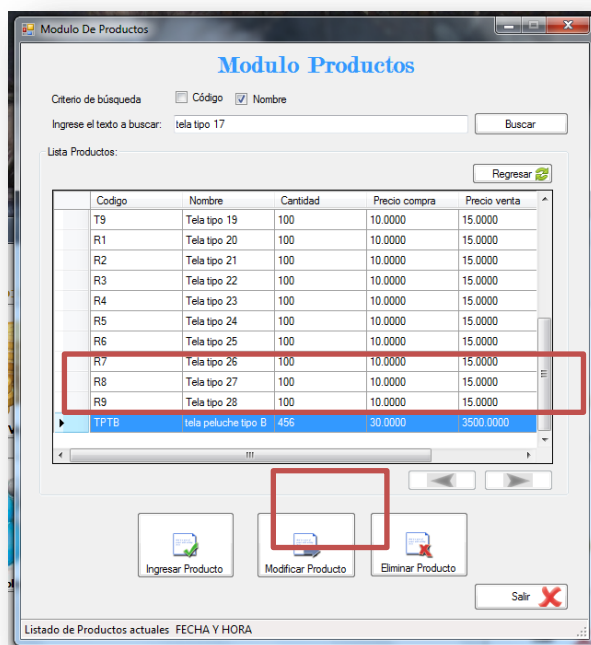 Modulo De Productos
Modulo Productos
Criterio de búsqueda Código Nombre
Ingrese el texto a buscar: tela tipo 17 Buscar
Lista Productos:
Regresar
Codigo Nombre Cantidad Precio compra Precio venta
T9 Tela tipo 19 100 10.0000 15.0000
R1 Tela tipo 20 100 10.0000 15.0000
R2 Tela tipo 21 100 10.0000 15.0000
R3 Tela tipo 22 100 10.0000 15.0000
R4 Tela tipo 23 100 10.0000 15.0000
R5 Tela tipo 24 100 10.0000 15.0000
R6 Tela tipo 25 100 10.0000 15.0000
R7 Tela tipo 26 100 10.0000 15.0000
R8 Tela tipo 27 100 10.0000 15.0000
R9 Tela tipo 28 100 10.0000 15.0000
TPTB tela peluche tipo B 456 30.0000 3500.0000
Ingresar Producto Modificar Producto Eliminar Producto
Salir
Listado de Productos actuales FECHA Y HORA